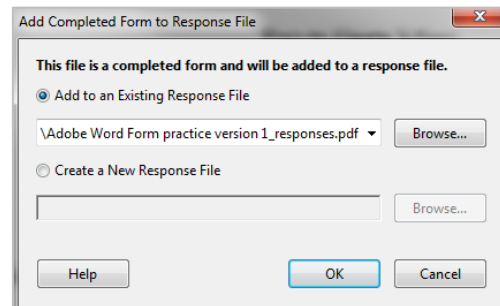 Add Completed Form to Response File
This file is a completed form and will be added to a response file.
Add to an Existing Response File
\Adobe Word Form practice version 1_responses.pdf
Browse...
Create a New Response File
Browse...
Help
OK
Cancel